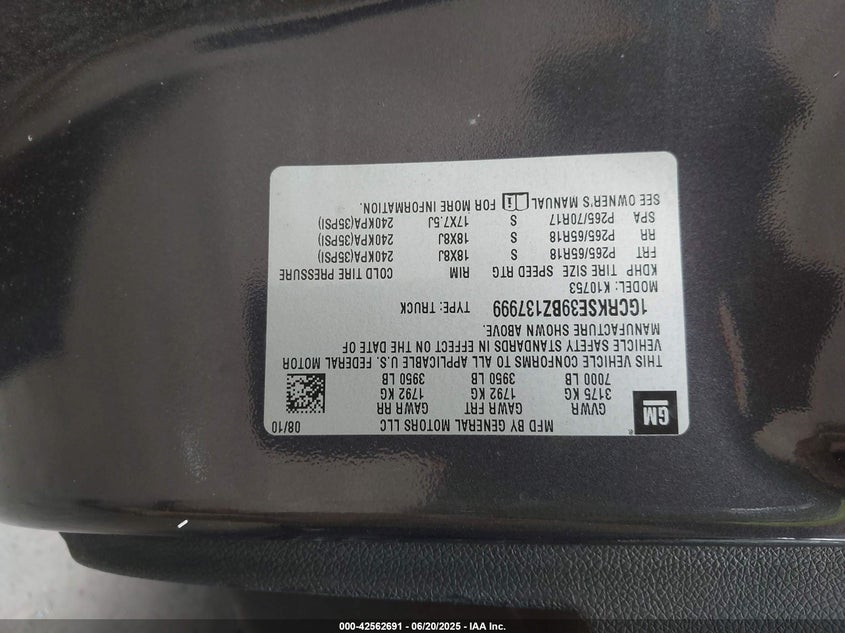 MFD BY GENERAL MOTORS LLC 08/10
GM
GVWR GAWR FRT GAWR RR
3175 KG 1792 KG 1792 KG
7000 LB 3950 LB 3950 LB
THIS VEHICLE CONFORMS TO ALL APPLICABLE U.S. FEDERAL MOTOR
VEHICLE SAFETY STANDARDS IN EFFECT ON THE DATE OF
MANUFACTURE SHOWN ABOVE.
1GCRKSE39BZ137999 TYPE: TRUCK
MODEL: K10753
KDHP TIRE SIZE SPEED RTG RIM COLD TIRE PRESSURE
FRT P265/65R18 S 18X8J 240KPA(35PSI)
RR P265/65R18 S 18X8J 240KPA(35PSI)
SPA P265/70R17 S 17X7.5J 240KPA(35PSI)
SEE OWNER'S MANUAL FOR MORE INFORMATION.
000-42562691 - 06/20/2025 - IAA Inc.